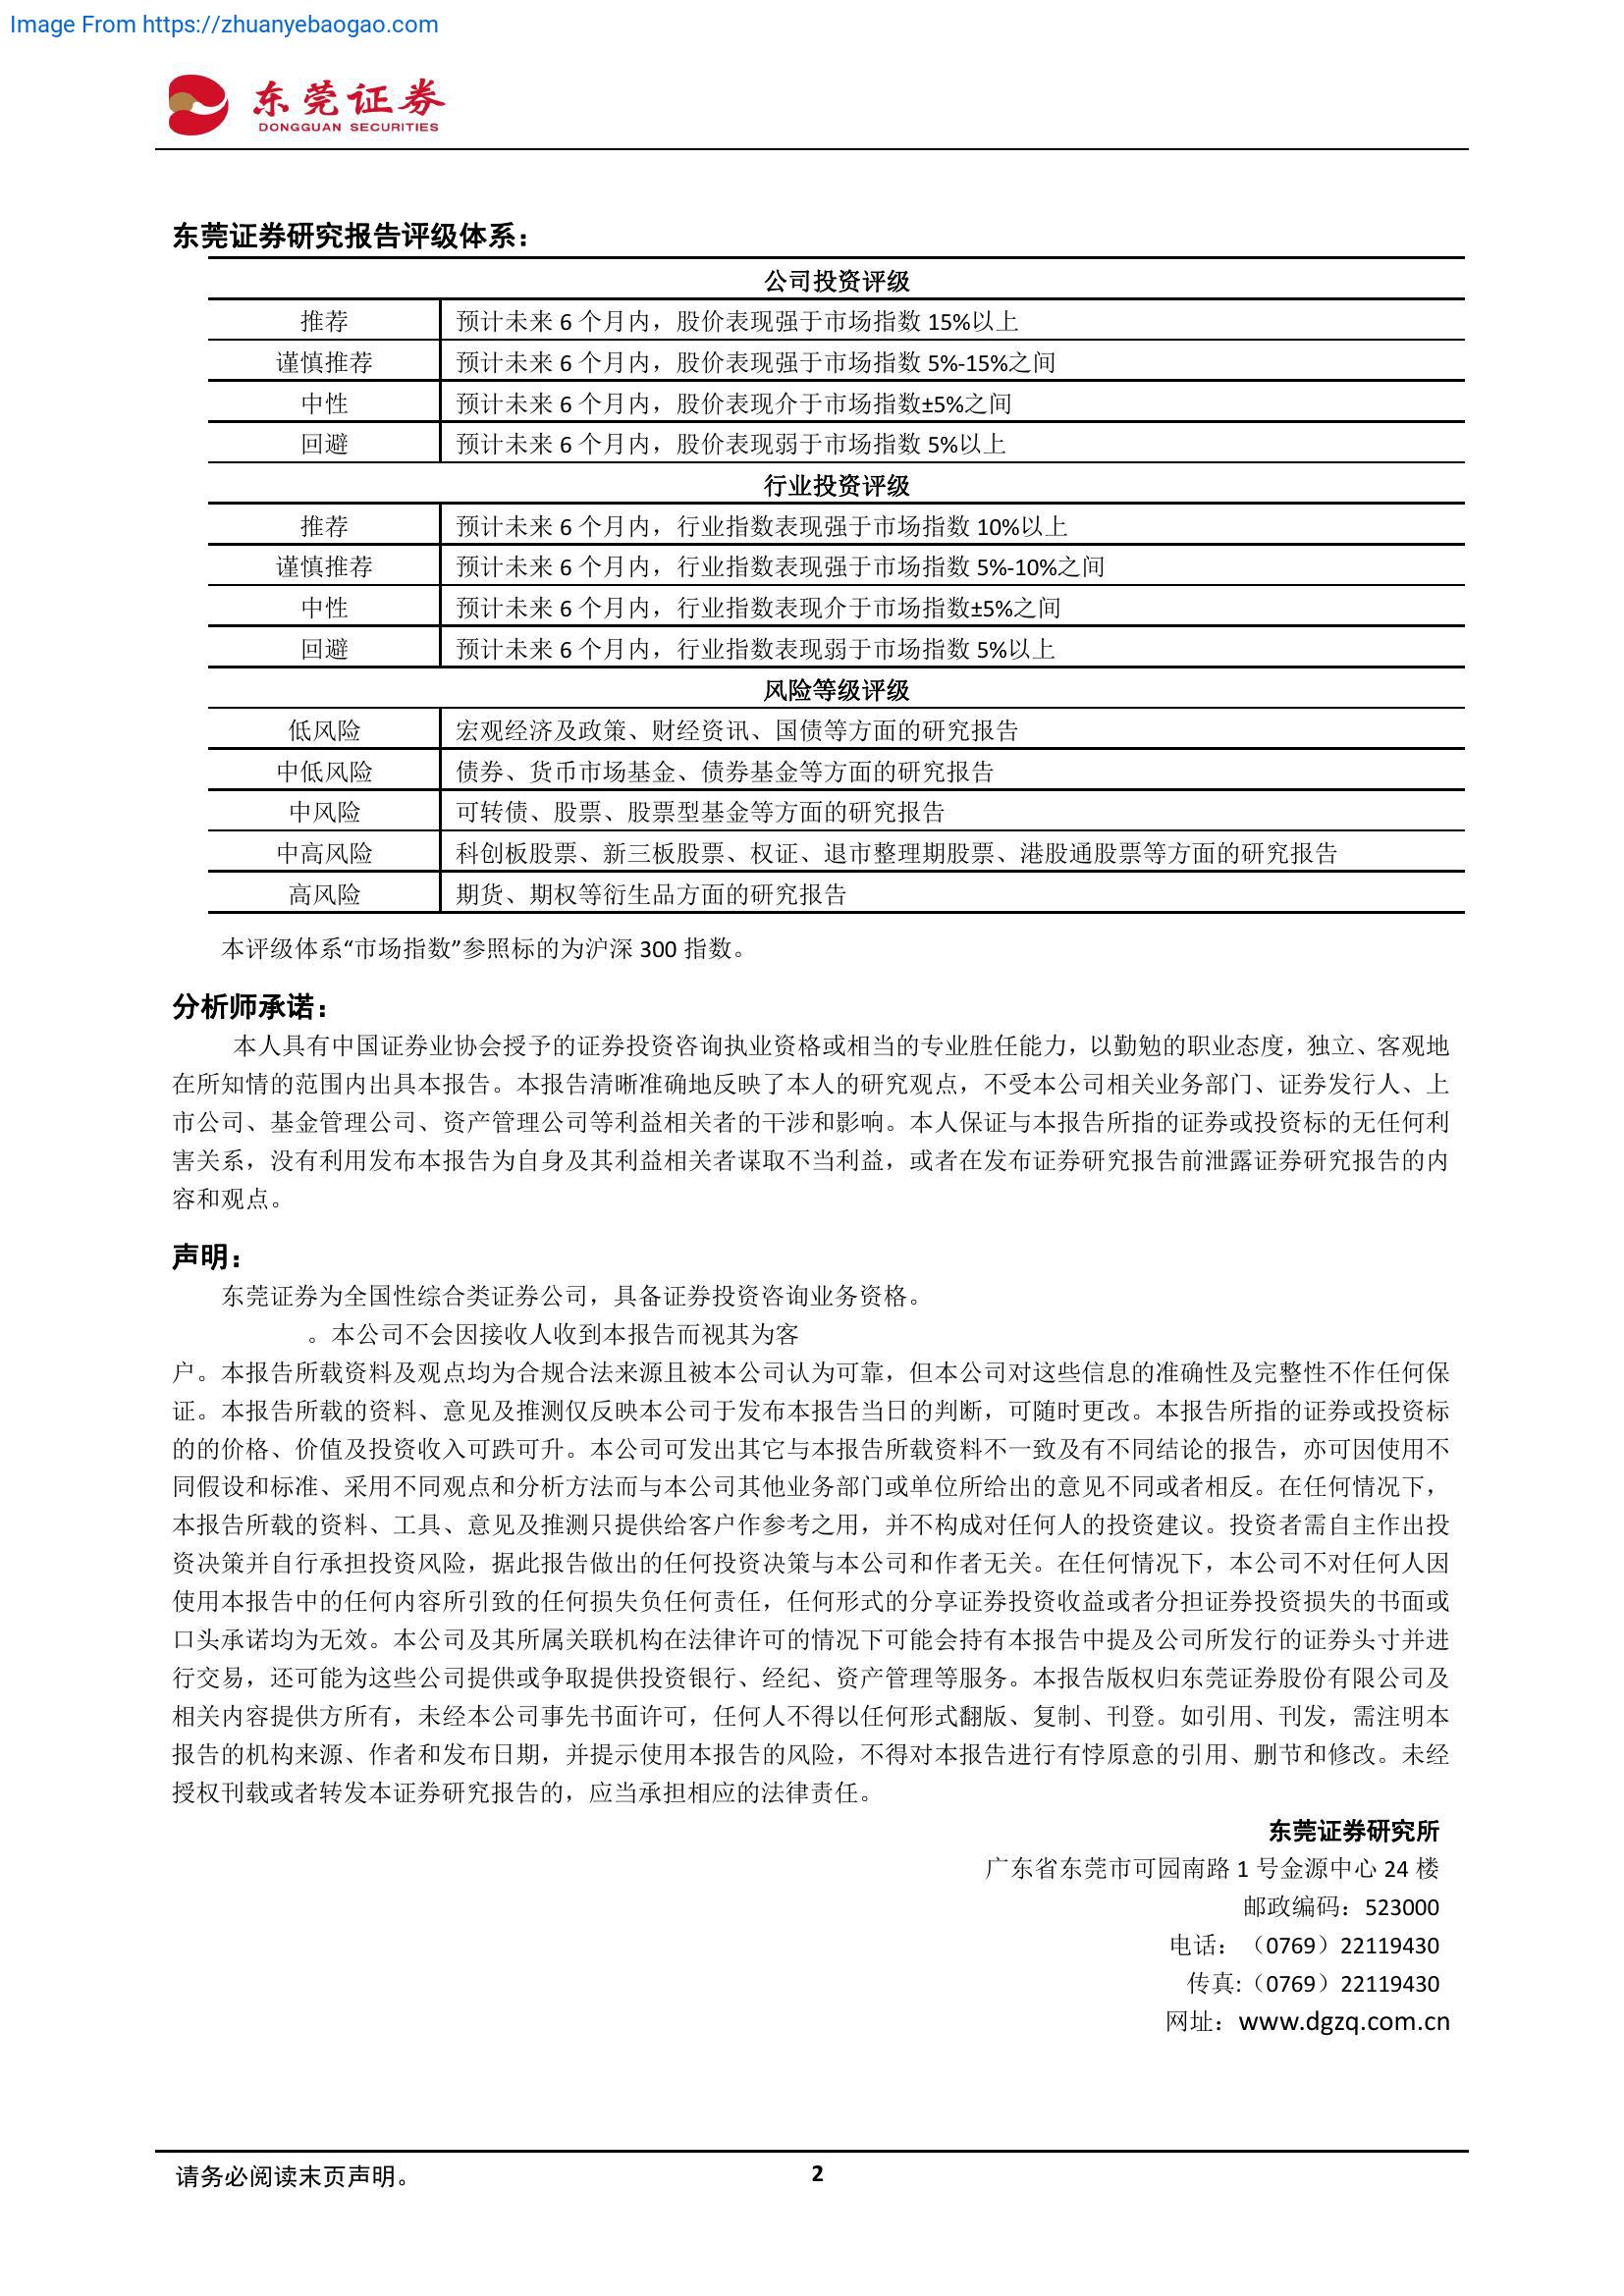 Image From https://zhuanyebaogao.com
东莞证券
DONGGUAN SECURITIES
东莞证券研究报告评级体系：
公司投资评级
推荐 预计未来 6 个月内，股价表现强于市场指数 15%以上
谨慎推荐 预计未来 6 个月内，股价表现强于市场指数 5%-15%之间
中性 预计未来 6 个月内，股价表现介于市场指数±5%之间
回避 预计未来 6 个月内，股价表现弱于市场指数 5%以上
行业投资评级
推荐 预计未来 6 个月内，行业指数表现强于市场指数 10%以上
谨慎推荐 预计未来 6 个月内，行业指数表现强于市场指数 5%-10%之间
中性 预计未来 6 个月内，行业指数表现介于市场指数±5%之间
回避 预计未来 6 个月内，行业指数表现弱于市场指数 5%以上
风险等级评级
低风险 宏观经济及政策、财经资讯、国债等方面的研究报告
中低风险 债券、货币市场基金、债券基金等方面的研究报告
中风险 可转债、股票、股票型基金等方面的研究报告
中高风险 科创板股票、新三板股票、权证、退市整理期股票、港股通股票等方面的研究报告
高风险 期货、期权等衍生品方面的研究报告
本评级体系“市场指数”参照标的为沪深 300 指数。
分析师承诺：
本人具有中国证券业协会授予的证券投资咨询执业资格或相当的专业胜任能力，以勤勉的职业态度，独立、客观地
在所知情的范围内出具本报告。本报告清晰准确地反映了本人的研究观点，不受本公司相关业务部门、证券发行人、上
市公司、基金管理公司、资产管理公司等利益相关者的干涉和影响。本人保证与本报告所指的证券或投资标的无任何利
害关系，没有利用发布本报告为自身及其利益相关者谋取不当利益，或者在发布证券研究报告前泄露证券研究报告的内
容和观点。
声明：
东莞证券为全国性综合类证券公司，具备证券投资咨询业务资格。
。本公司不会因接收人收到本报告而视其为客
户。本报告所载资料及观点均为合规合法来源且被本公司认为可靠，但本公司对这些信息的准确性及完整性不作任何保
证。本报告所载的资料、意见及推测仅反映本公司于发布本报告当日的判断，可随时更改。本报告所指的证券或投资标
的的价格、价值及投资收入可跌可升。本公司可发出其它与本报告所载资料不一致及有不同结论的报告，亦可因使用不
同假设和标准、采用不同观点和分析方法而与本公司其他业务部门或单位所给出的意见不同或者相反。在任何情况下，
本报告所载的资料、工具、意见及推测只提供给客户作参考之用，并不构成对任何人的投资建议。投资者需自主作出投
资决策并自行承担投资风险，据此报告做出的任何投资决策与本公司和作者无关。在任何情况下，本公司不对任何人因
使用本报告中的任何内容所引致的任何损失负任何责任，任何形式的分享证券投资收益或者分担证券投资损失的书面或
口头承诺均为无效。本公司及其所属关联机构在法律许可的情况下可能会持有本报告中提及公司所发行的证券头寸并进
行交易，还可能为这些公司提供或争取提供投资银行、经纪、资产管理等服务。本报告版权归东莞证券股份有限公司及
相关内容提供方所有，未经本公司事先书面许可，任何人不得以任何形式翻版、复制、刊登。如引用、刊发，需注明本
报告的机构来源、作者和发布日期，并提示使用本报告的风险，不得对本报告进行有悖原意的引用、删节和修改。未经
授权刊载或者转发本证券研究报告的，应当承担相应的法律责任。
东莞证券研究所
广东省东莞市可园南路 1 号金源中心 24 楼
邮政编码：523000
电话：（0769）22119430
传真:（0769）22119430
网址：www.dgzq.com.cn
请务必阅读末页声明。 2